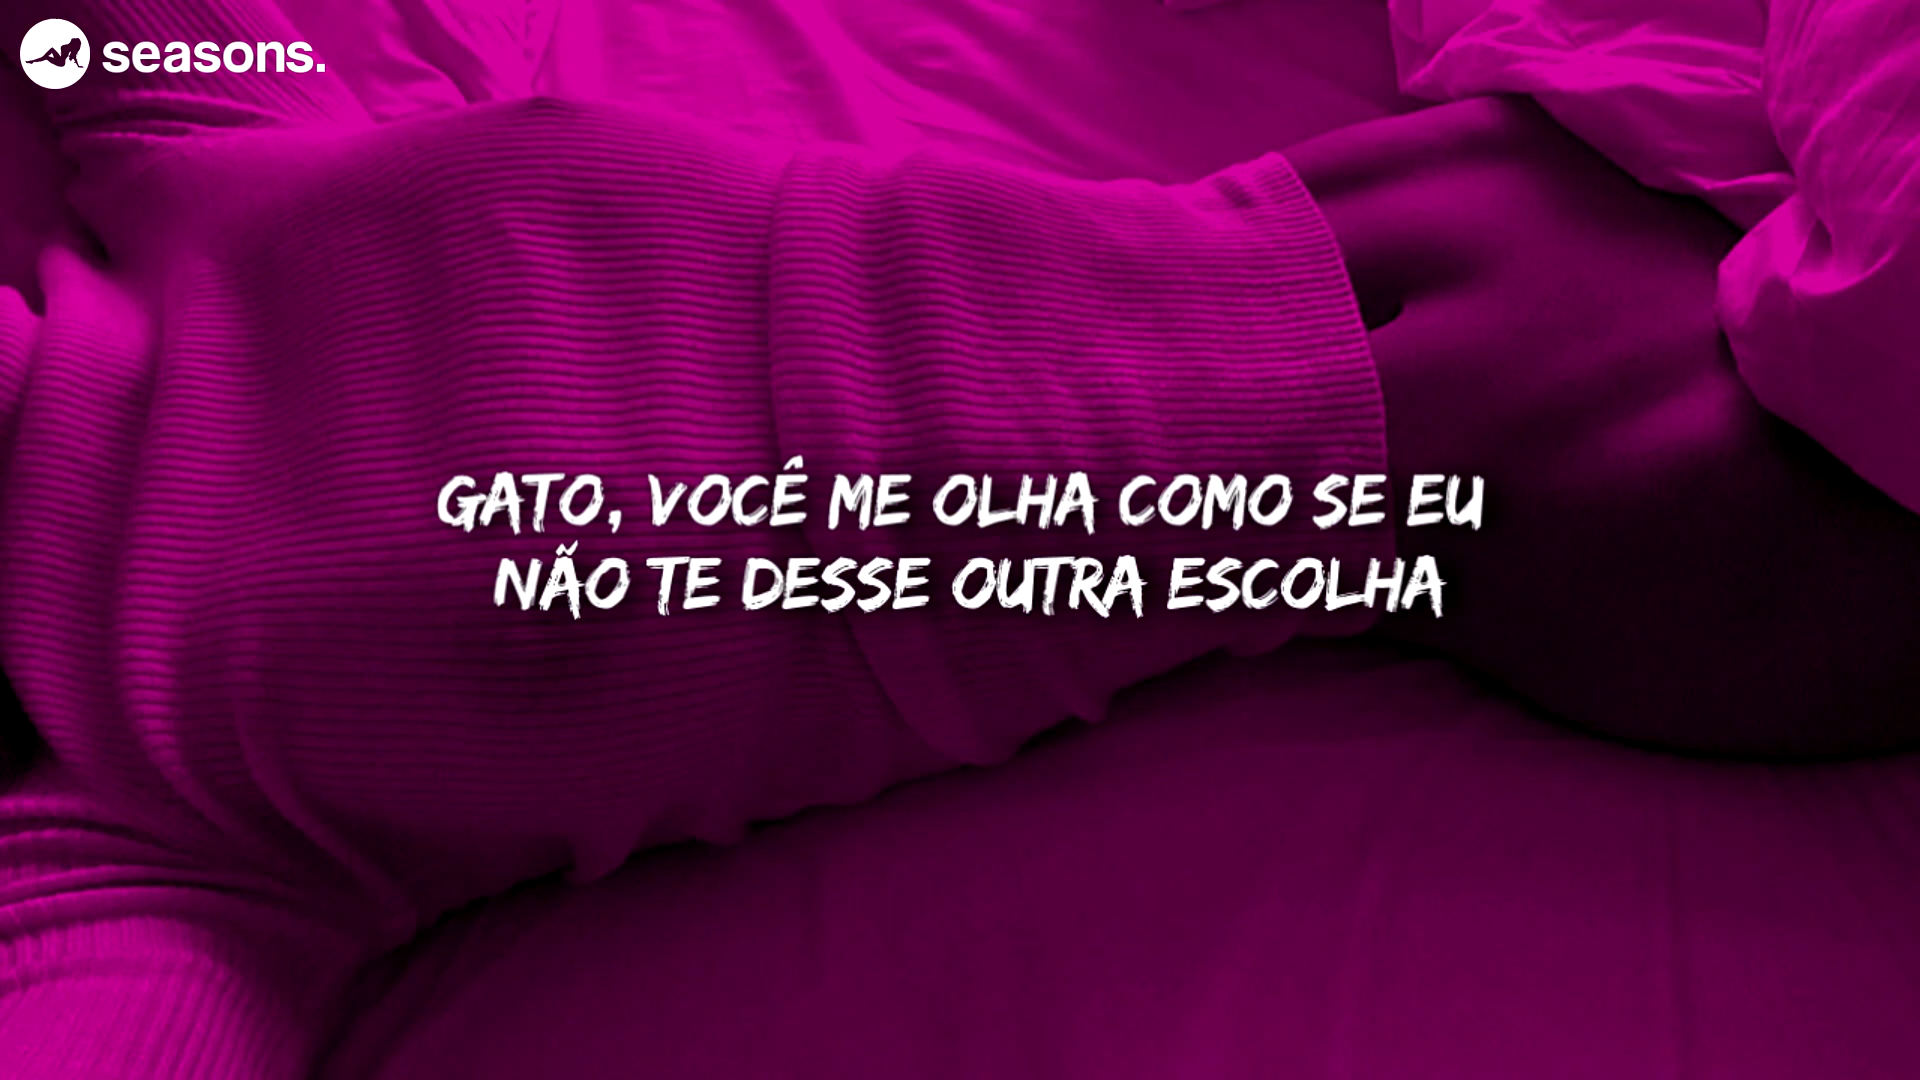 seasons.
GATO, VOCÊ ME OLHA COMO SE EU
NÃO TE DESSE OUTRA ESCOLHA